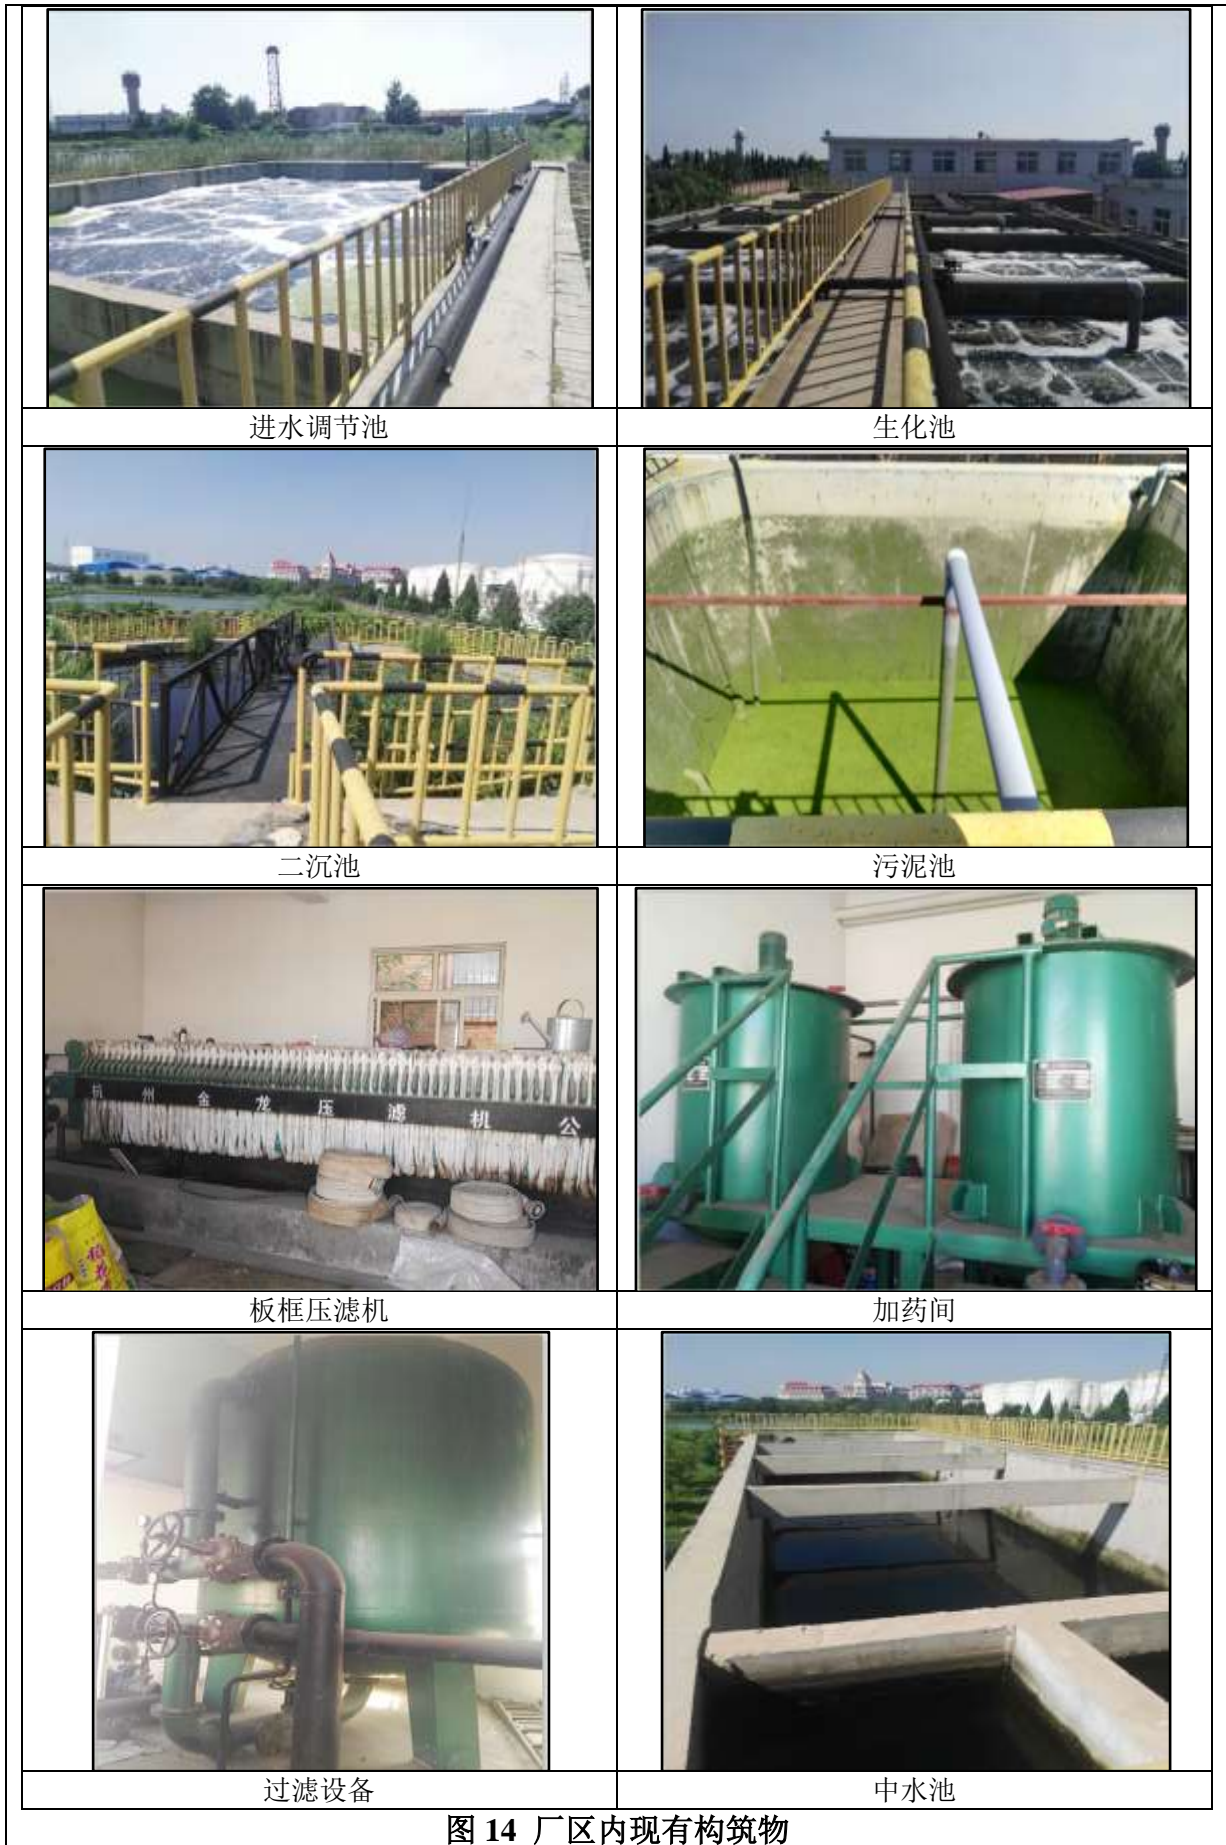 进水调节池
生化池
二沉池
污泥池
杭州金龙压滤机公
板框压滤机
加药间
过滤设备
中水池
图 14 厂区内现有构筑物